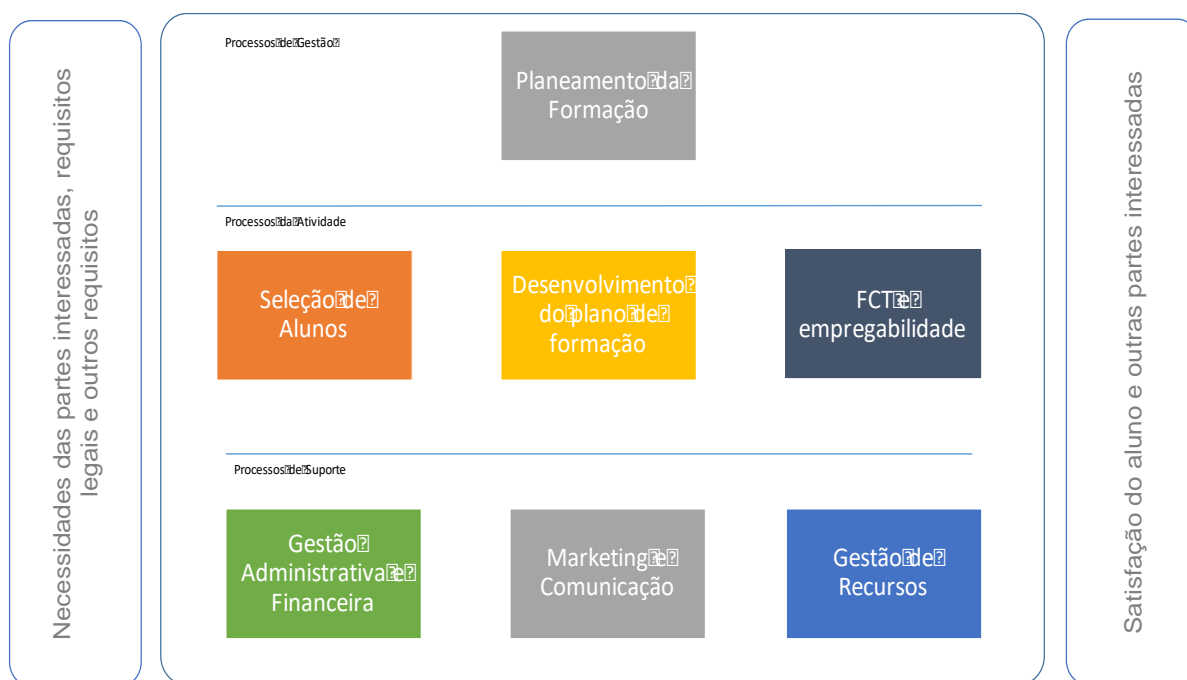 Necessidades das partes interessadas, requisitos
legais e outros requisitos
Processos de Gestão
Planeamento da
Formação
Processos da Atividade
Seleção de
Alunos
Desenvolvimento
do plano de
formação
FCT e
empregabilidade
Processos de Suporte
Gestão
Administrativa e
Financeira
Marketing e
Comunicação
Gestão de
Recursos
Satisfação do aluno e outras partes interessadas